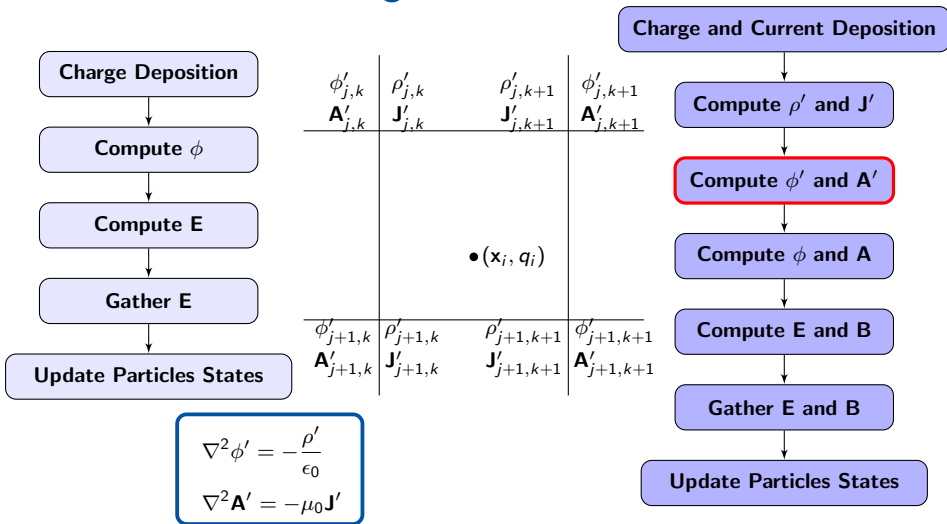 Charge Deposition
Compute ϕ
Compute E
Gather E
Update Particles States
ϕ′_{j,k} ρ′_{j,k} ρ′_{j,k+1} ϕ′_{j,k+1}
A′_{j,k} J′_{j,k} J′_{j,k+1} A′_{j,k+1}
•(x_i, q_i)
ϕ′_{j+1,k} ρ′_{j+1,k} ρ′_{j+1,k+1} ϕ′_{j+1,k+1}
A′_{j+1,k} J′_{j+1,k} J′_{j+1,k+1} A′_{j+1,k+1}
∇²ϕ′ = −ρ′/ϵ₀
∇²A′ = −μ₀J′
Charge and Current Deposition
Compute ρ′ and J′
Compute ϕ′ and A′
Compute ϕ and A
Compute E and B
Gather E and B
Update Particles States